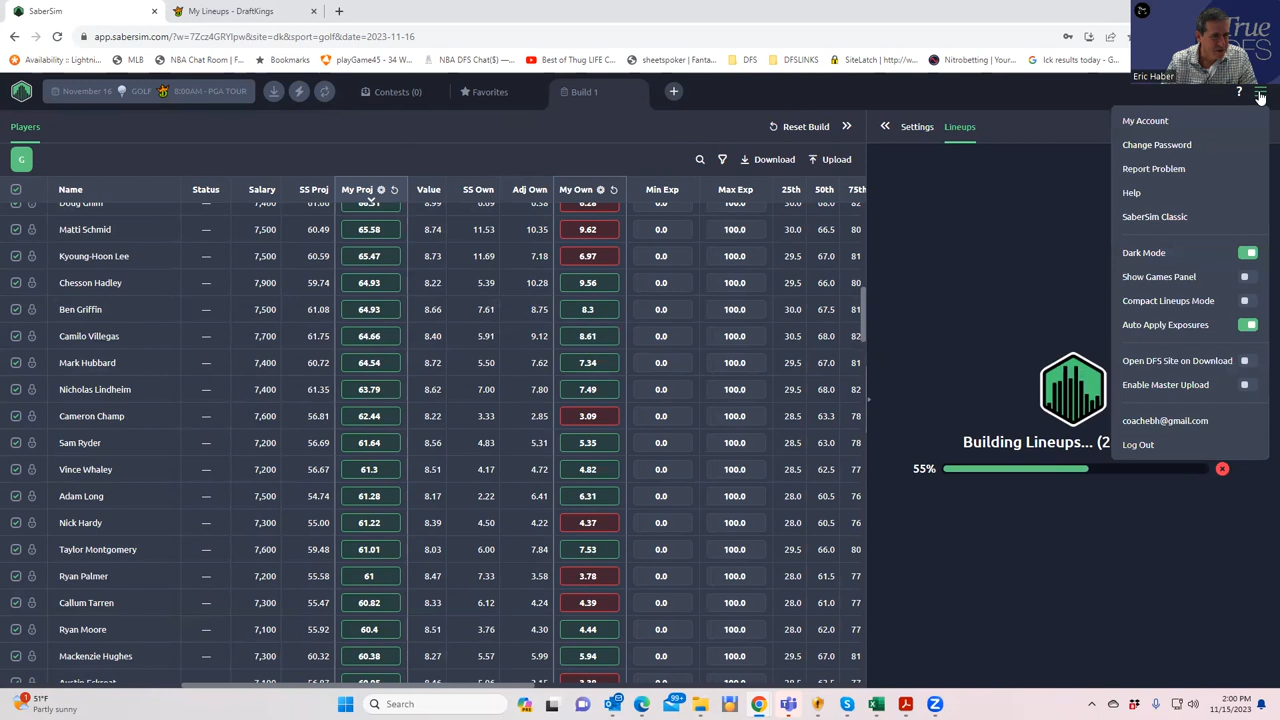 SaberSim
My Lineups - DraftKings
app.sabersim.com/?w=7Zcz4GRYIpw&site=dk&sport=golf&date=2023-11-16
Availability :: Lightni...
MLB
NBA Chat Room / F...
NBA DFS Chat($) — t...
playGame45 - 34 W...
Best of Thug LIFE C...
sheetspoker | Fanta...
DFS
DFSLINKS
SiteLatch | http://w...
Nitrobetting | Your...
Ick results today - G...
True
DFS
Eric Haber
November 16
GOLF
8:00AM - PGA TOUR
Contests (0)
Favorites
Build 1
?
Players
Reset Build
Settings
Lineups
G
Download
Upload
Name Status Salary SS Proj My Proj Value SS Own Adj Own My Own Min Exp Max Exp 25th 50th 75th
Matti Schmid — 7,500 60.49 65.58 8.74 11.53 10.35 9.62 0.0 100.0 30.0 66.5 80
Kyoung-Hoon Lee — 7,500 60.59 65.47 8.73 11.69 7.18 6.97 0.0 100.0 29.5 67.0 81
Chesson Hadley — 7,900 59.74 64.93 8.22 5.39 10.28 9.56 0.0 100.0 29.5 66.0 82
Ben Griffin — 7,500 61.08 64.93 8.66 7.61 8.75 8.3 0.0 100.0 30.0 67.5 81
Camilo Villegas — 7,700 61.00 64.66 8.40 5.91 9.12 8.61 0.0 100.0 30.5 68.0 82
Mark Hubbard — 7,400 60.72 64.54 8.72 5.50 7.62 7.34 0.0 100.0 29.5 67.0 81
Nicholas Lindheim — 7,400 61.35 63.79 8.62 7.00 7.80 7.49 0.0 100.0 30.0 68.0 82
Cameron Champ — 7,600 56.81 62.44 8.22 3.33 2.85 3.09 0.0 100.0 28.5 63.3 78
Sam Ryder — 7,200 58.96 61.64 8.56 4.83 5.31 5.35 0.0 100.0 29.0 65.0 79
Vince Whaley — 7,500 56.67 61.3 8.17 4.72 4.82 0.0 100.0 28.0 62.5 77
Adam Long — 7,500 54.74 61.28 8.17 2.22 6.41 6.31 0.0 100.0 28.0 60.5 76
Nick Hardy — 7,300 55.00 61.22 8.39 4.50 4.22 4.37 0.0 100.0 28.0 60.5 76
Taylor Montgomery — 7,600 59.48 61.01 8.03 6.00 7.84 7.53 0.0 100.0 29.5 66.0 80
Ryan Palmer — 7,200 55.58 61 8.47 7.33 3.58 3.78 0.0 100.0 28.0 61.5 77
Callum Tarren — 7,300 55.47 60.82 8.33 6.12 4.24 4.39 0.0 100.0 28.0 61.0 77
Ryan Moore — 7,100 55.92 60.4 8.51 3.76 4.30 4.44 0.0 100.0 28.0 62.0 77
Mackenzie Hughes — 7,300 60.32 60.38 8.27 5.57 5.99 5.94 0.0 100.0 29.5 67.0 81
Building Lineups... (2
55%
My Account
Change Password
Report Problem
Help
SaberSim Classic
Dark Mode
Show Games Panel
Compact Lineups Mode
Auto Apply Exposures
Open DFS Site on Download
Enable Master Upload
coachebh@gmail.com
Log Out
51°F
Partly sunny
Search
99+
2:00 PM
11/15/2023